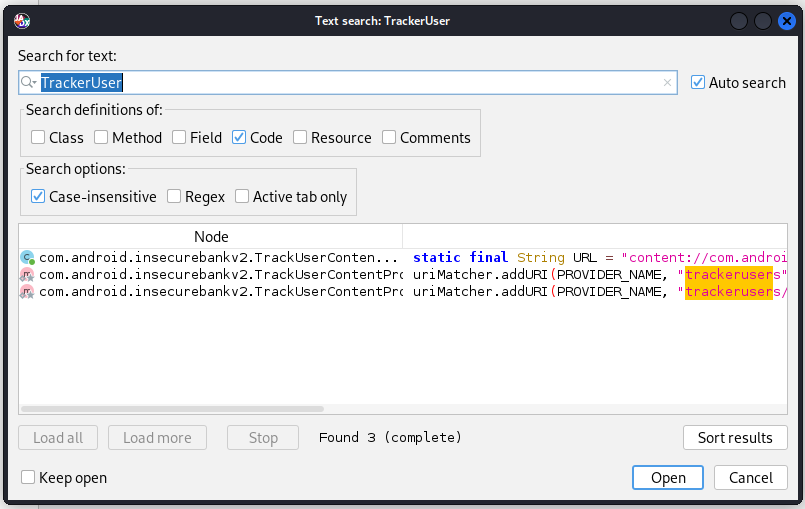 Text search: TrackerUser
Search for text:
TrackerUser
Auto search
Search definitions of:
Class Method Field Code Resource Comments
Search options:
Case-insensitive Regex Active tab only
Node
com.android.insecurebankv2.TrackUserConten... static final String URL = "content://com.androi
com.android.insecurebankv2.TrackUserContentPro uriMatcher.addURI(PROVIDER_NAME, "trackerusers"
com.android.insecurebankv2.TrackUserContentPro uriMatcher.addURI(PROVIDER_NAME, "trackerusers/
Load all Load more Stop Found 3 (complete) Sort results
Keep open Open Cancel